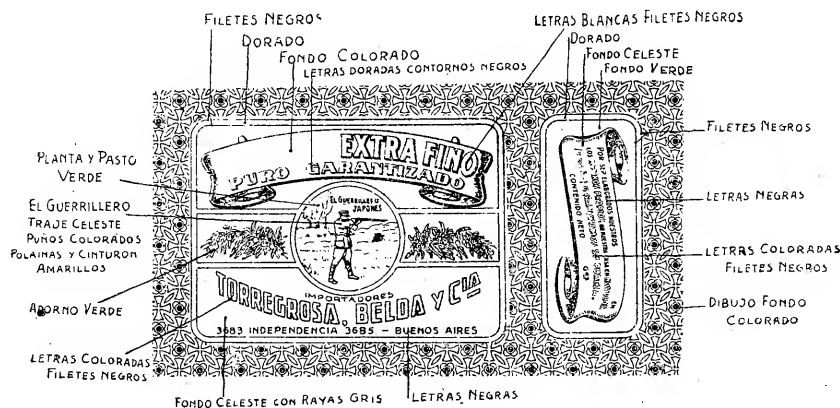 FILETES NEGROS
DORADO
FONDO COLORADO
LETRAS DORADAS CONTORNOS NEGROS
LETRAS BLANCAS FILETES NEGROS
DORADO
FONDO CELESTE
FONDO VERDE
FILETES NEGROS
LETRAS NEGRAS
LETRAS COLORADAS
FILETES NEGROS
DIBUJO FONDO
COLORADO
PLANTA Y PASTO
VERDE
EL GUERRILLERO
TRAJE CELESTE
PUÑOS COLORADOS
POLAINAS Y CINTURON
AMARILLOS
ADORNO VERDE
LETRAS COLORADAS
FILETES NEGROS
FONDO CELESTE CON RAYAS GRIS
LETRAS NEGRAS
EXTRA FINO
PURO GARANTIZADO
EL GUERRILLERO
JAPONES
IMPORTADORES
TORREGROSA, BELDA Y CIA
3683 INDEPENDENCIA 3685 - BUENOS AIRES
CONTENIDO NETO